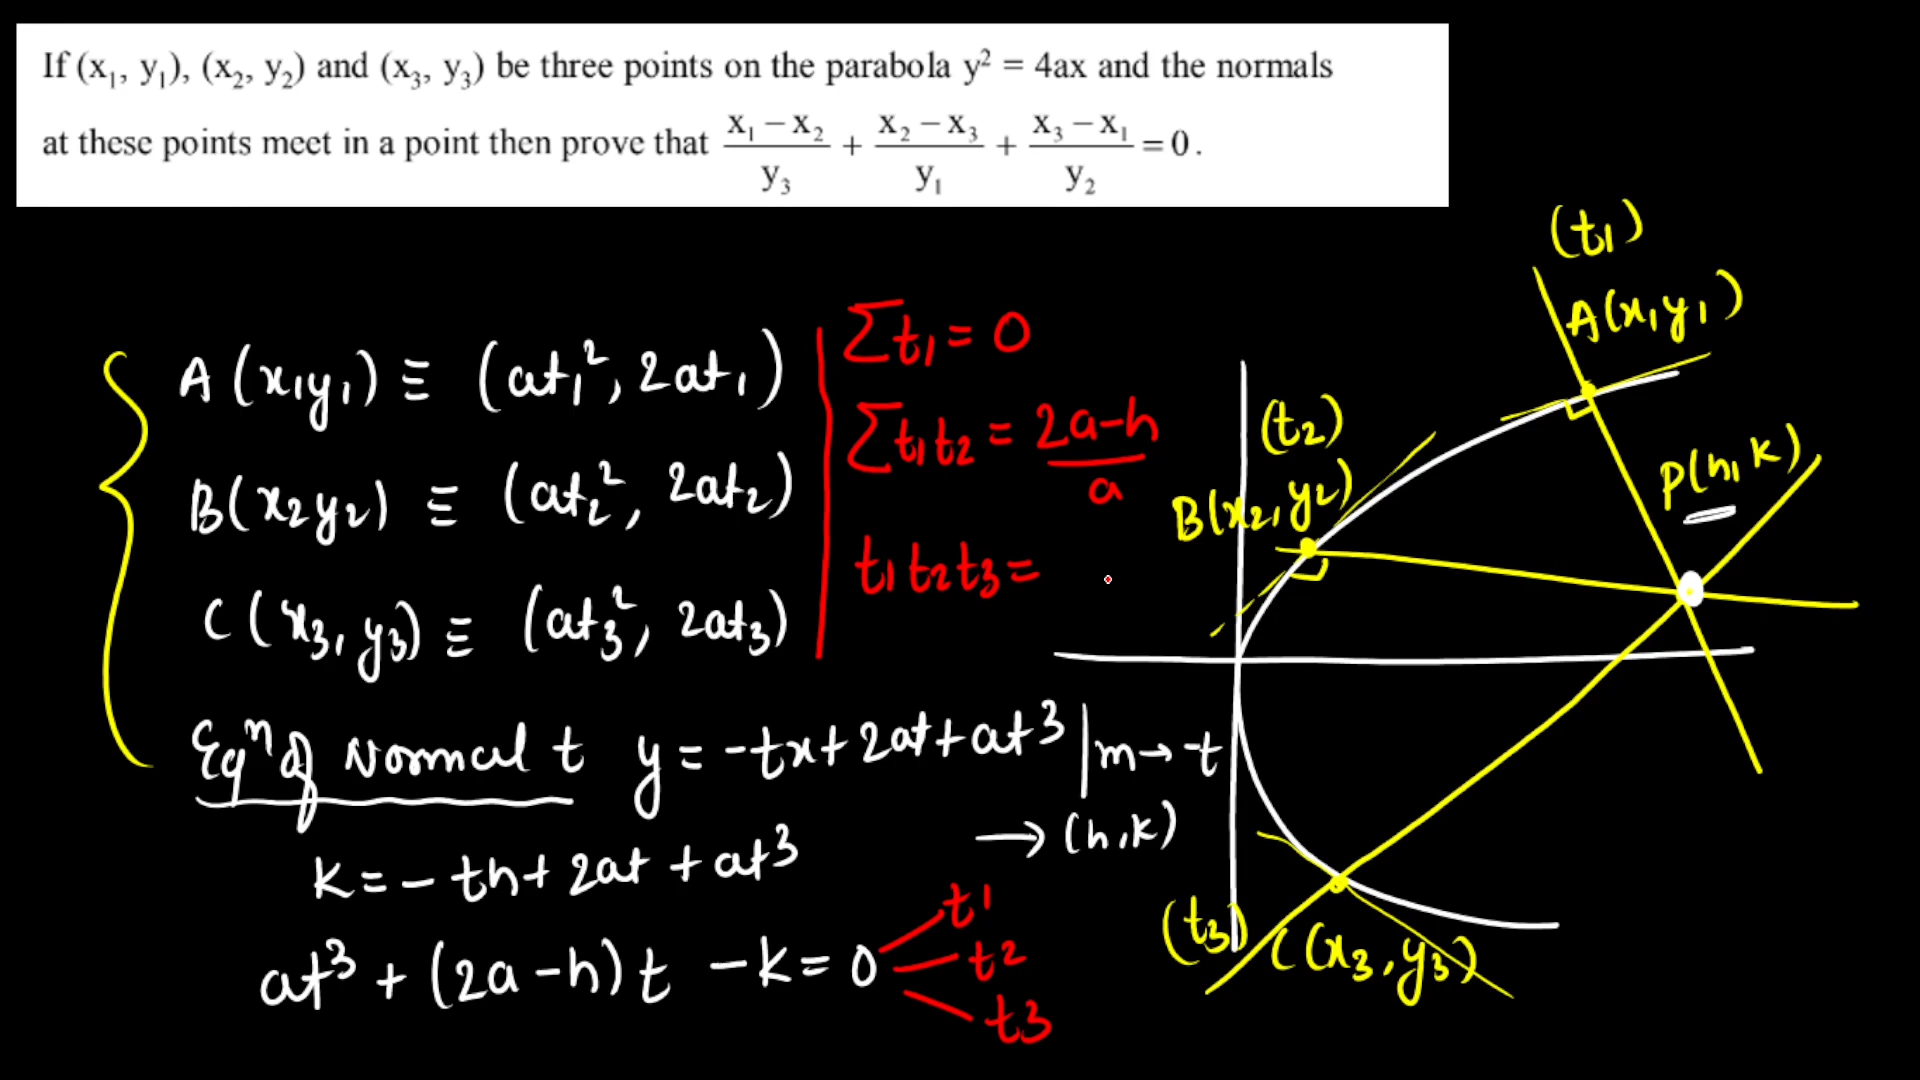 If (x₁, y₁), (x₂, y₂) and (x₃, y₃) be three points on the parabola y² = 4ax and the normals
at these points meet in a point then prove that (x₁ − x₂)/y₃ + (x₂ − x₃)/y₁ + (x₃ − x₁)/y₂ = 0.
A (x₁y₁) ≡ (at₁², 2at₁)
B(x₂y₂) ≡ (at₂², 2at₂)
C (x₃, y₃) ≡ (at₃², 2at₃)
Σt₁ = 0
Σt₁t₂ = (2a-h)/a
t₁t₂t₃ =
Eqⁿ of Normal t y = -tx + 2at + at³ | m → -t
→ (h,k)
k = - th + 2at + at³
at³ + (2a - h) t - k = 0
t1
t2
t3
(t₁)
A(x₁y₁)
(t₂)
B(x₂,y₂)
P(h,k)
(t₃) C(x₃,y₃)